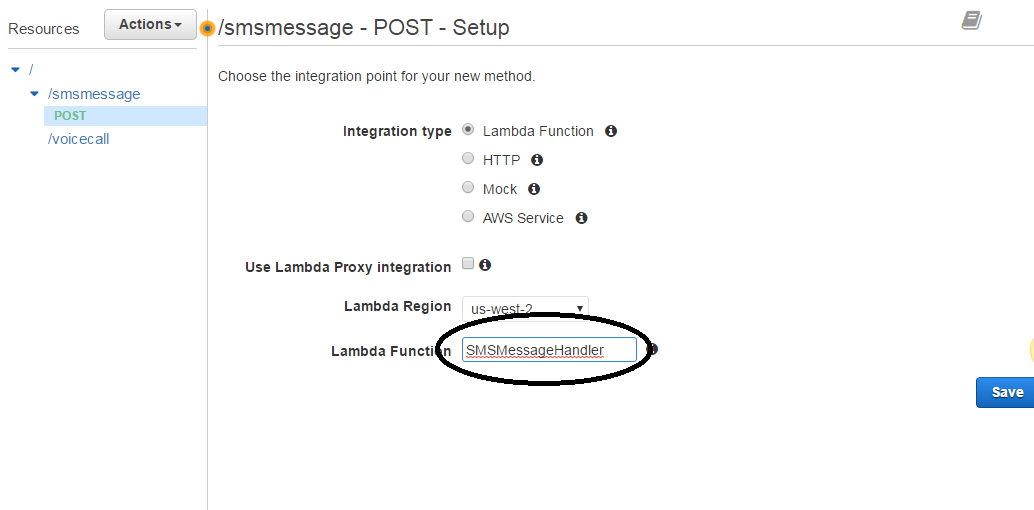 Resources
Actions
/smsmessage - POST - Setup
/
/smsmessage
POST
/voicecall
Choose the integration point for your new method.
Integration type
Lambda Function
HTTP
Mock
AWS Service
Use Lambda Proxy integration
Lambda Region
us-west-2
Lambda Function
SMSMessageHandler
Save